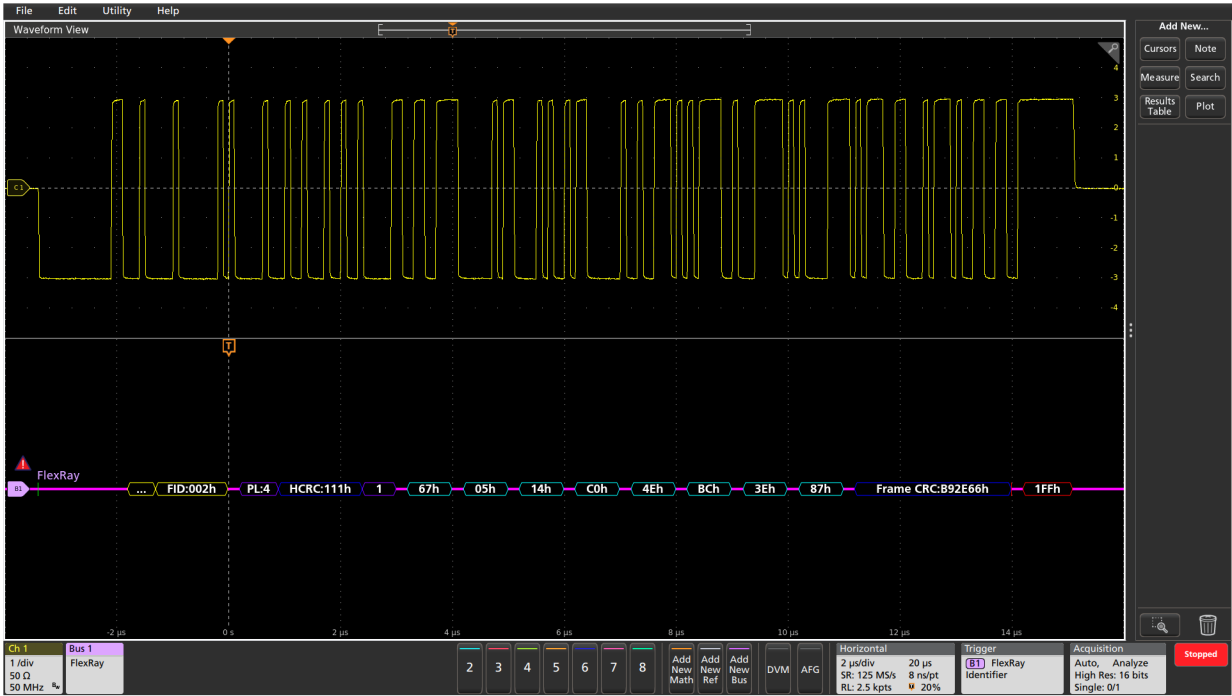 File Edit Utility Help
Waveform View
T
Add New...
Cursors Note
Measure Search
Results Table Plot
4
3
2
1
0
-1
-2
-3
-4
C1
T
FlexRay
B1
... FID:002h PL:4 HCRC:111h 1 67h 05h 14h C0h 4Eh BCh 3Eh 87h Frame CRC:B92E66h 1FFh
-2 µs 0 s 2 µs 4 µs 6 µs 8 µs 10 µs 12 µs 14 µs
Ch 1
1 /div
50 Ω
50 MHz Bw
Bus 1
FlexRay
2 3 4 5 6 7 8
Add New Math
Add New Ref
Add New Bus
DVM AFG
Horizontal
2 µs/div 20 µs
SR: 125 MS/s 8 ns/pt
RL: 2.5 kpts 20%
Trigger
B1 FlexRay
Identifier
Acquisition
Auto, Analyze
High Res: 16 bits
Single: 0/1
Stopped